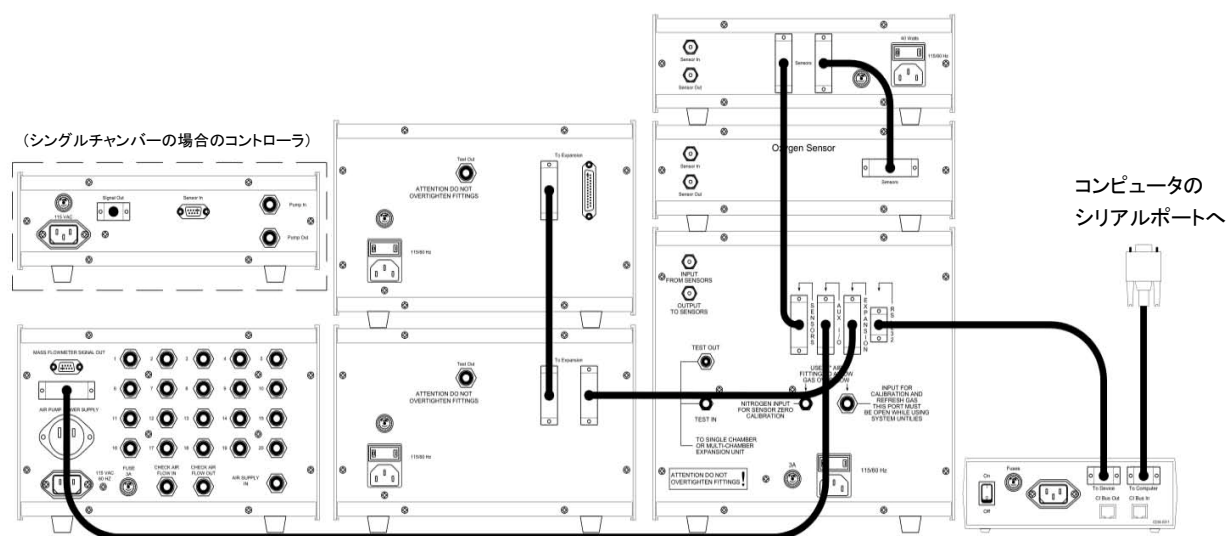 (シングルチャンバーの場合のコントローラ)
115 VAC
Signal Out
Sensor In
Pump In
Pump Out
MASS FLOWMETER SIGNAL OUT
1
2
3
4
5
6
7
8
9
10
11
12
13
14
15
16
17
18
19
20
AIR PUMP POWER SUPPLY
115 VAC
60 HZ
FUSE
3A
CHECK AIR
FLOW IN
CHECK AIR
FLOW OUT
AIR SUPPLY
IN
Test Out
To Expansion
ATTENTION DO NOT
OVERTIGHTEN FITTINGS
115/60 Hz
Test Out
To Expansion
ATTENTION DO NOT
OVERTIGHTEN FITTINGS
115/60 Hz
Sensor In
Sensor Out
Sensors
40 Watts
115/60 Hz
Oxygen Sensor
Sensor In
Sensor Out
Sensors
INPUT
FROM SENSORS
OUTPUT
TO SENSORS
SENSORS
AUX I/O
EXPANSION
TEST OUT
TEST IN
NITROGEN INPUT
FOR SENSOR ZERO
CALIBRATION
INPUT FOR
CALIBRATION AND
REFRESH GAS
THIS PORT MUST
BE OPEN WHILE USING
SYSTEM UNTILIES
TO SINGLE CHAMBER
OR MULTI-CHAMBER
EXPANSION UNIT
ATTENTION DO NOT
OVERTIGHTEN FITTINGS !
3A
115/60 Hz
コンピュータの
シリアルポートへ
On
Off
Fuses
To Device
To Computer
CI Bus Out
CI Bus In